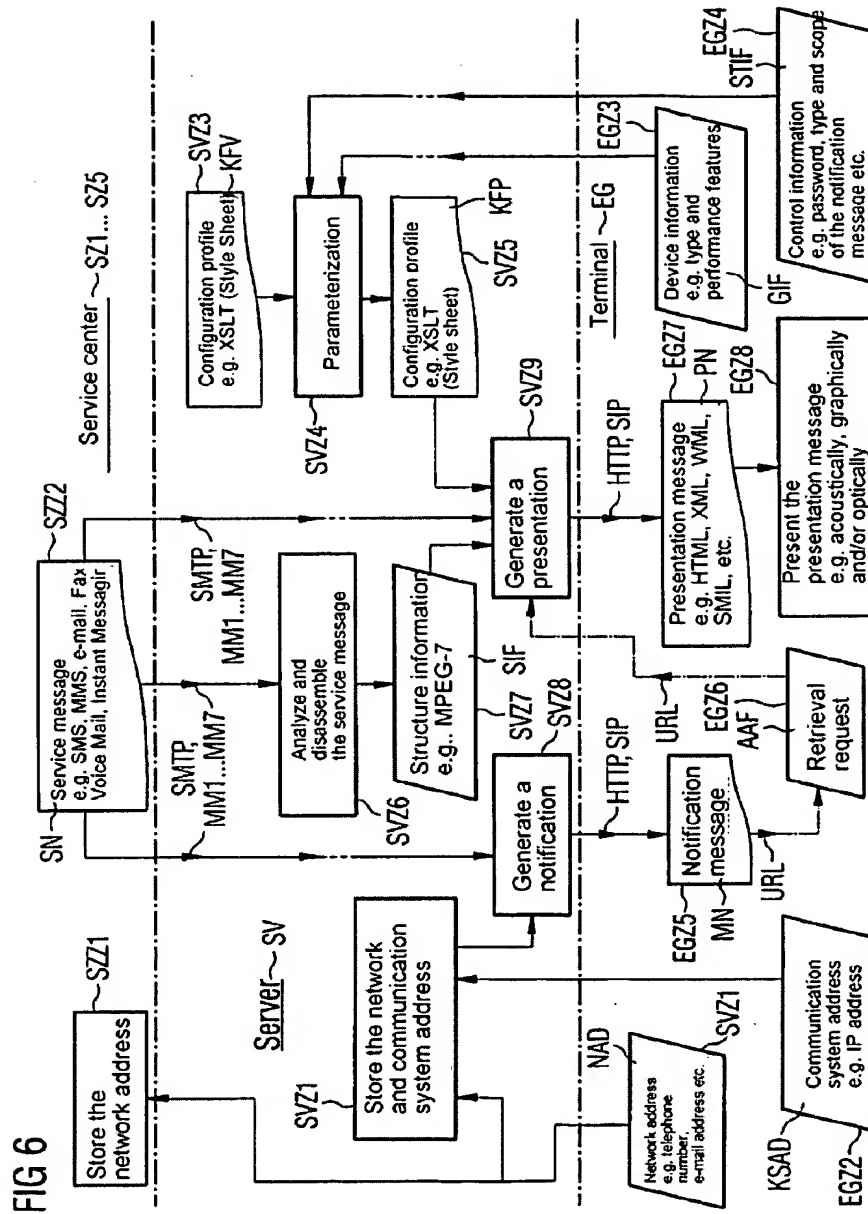 FIG 6
Store the
network address
SZZ1
SN
Service message
e.g. SMS, MMS, e-mail, Fax
Voice Mail, Instant Messagir
SZZ2
Service center
SZ1... SZ5
SMTP,
MM1...MM7
SMTP,
MM1...MM7
Configuration profile
e.g. XSLT (Style Sheet)
SVZ3
KFV
Parameterization
SVZ4
Configuration profile
e.g. XSLT
(Style sheet)
KFP
SVZ5
Server
SV
Analyze and
disassemble
the service message
SVZ6
Structure information
e.g.. MPEG-7
SIF
SVZ7
SVZ1
Store the network
and communication
system address
Generate a
notification
SVZ8
Generate a
presentation
SVZ9
HTTP, SIP
HTTP, SIP
Terminal
EG
NAD
Network address
e.g. telephone
number,
e-mail address etc.
SVZ1
KSAD
Communication
system address
e.g. IP address
EGZ2
EGZ5
Notification
message
MN
URL
URL
EGZ6
AAF
Retrieval
request
EGZ7
PN
Presentation message
e.g. HTML, XML, WML,
SMIL, etc.
EGZ8
Present the
presentation message
e.g. acoustically, graphically
and/or optically
EGZ3
Device information
e.g. type and
performance features
GIF
EGZ4
STIF
Control information
e.g. password, type and scope
of the notification
message etc.